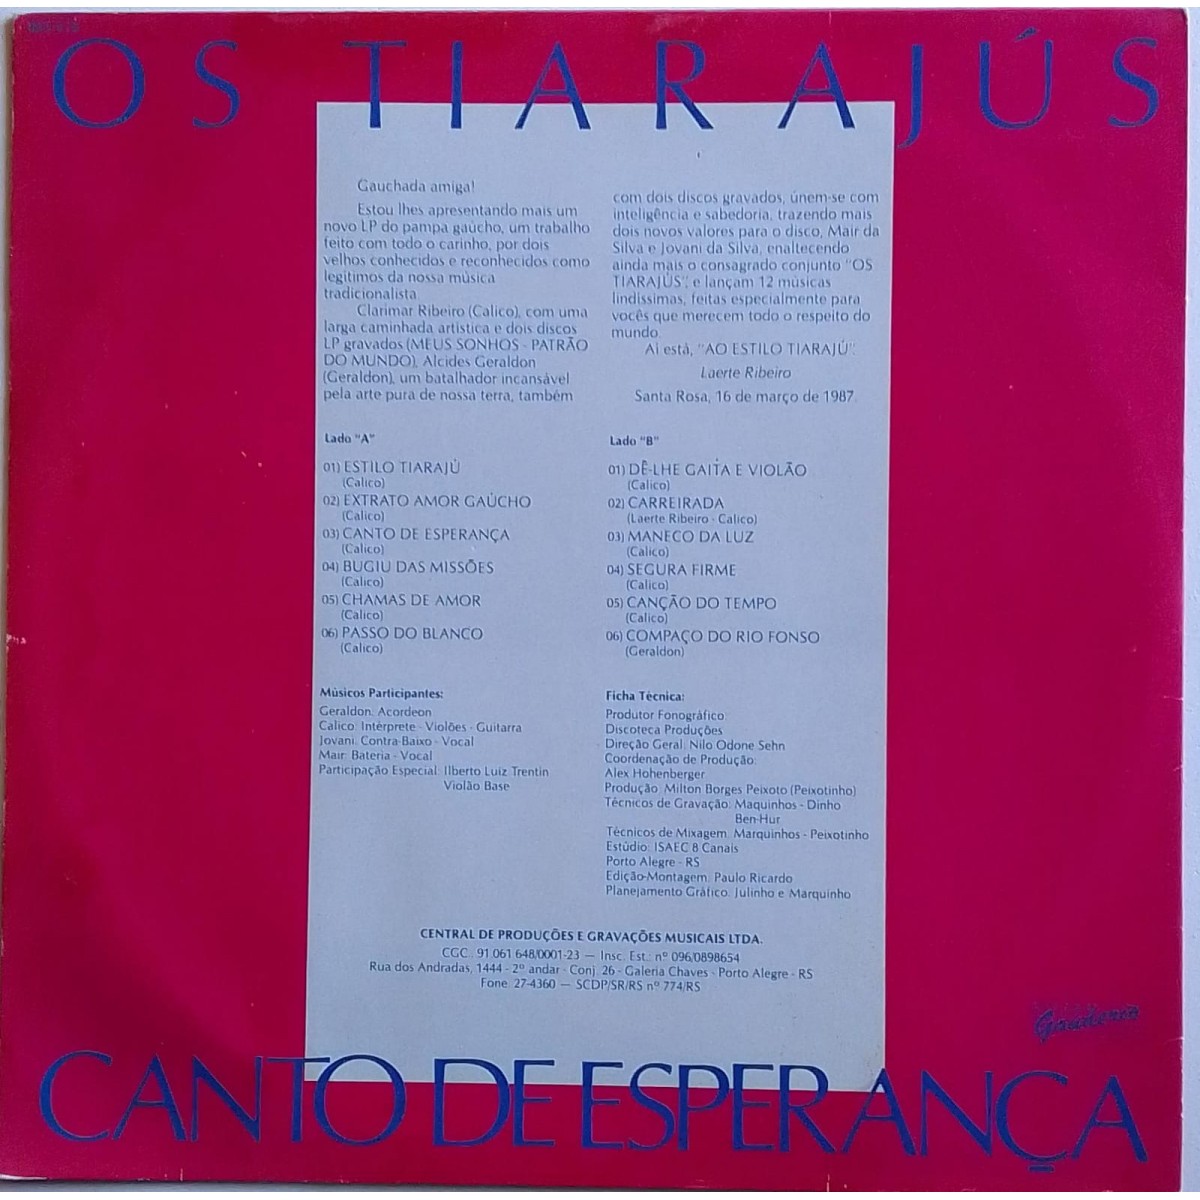 OS TIARAJÚS
Gauchada amiga!
Estou lhes apresentando mais um
novo LP do pampa gaúcho, um trabalho
feito com todo o carinho, por dois
velhos conhecidos e reconhecidos como
legítimos da nossa música
tradicionalista
Clarimar Ribeiro (Calico), com uma
larga caminhada artística e dois discos
LP gravados (MEUS SONHOS - PATRÃO
DO MUNDO), Alcides Geraldon
(Geraldon), um batalhador incansável
pela arte pura de nossa terra, também
com dois discos gravados, únem-se com
inteligência e sabedoria, trazendo mais
dois novos valores para o disco, Mair da
Silva e Jovani da Silva, enaltecendo
ainda mais o consagrado conjunto "OS
TIARAJÚS", e lançam 12 músicas
lindíssimas, feitas especialmente para
vocês que merecem todo o respeito do
mundo.
Aí está, "AO ESTILO TIARAJÚ".
Laerte Ribeiro
Santa Rosa, 16 de março de 1987.
Lado "A"
01) ESTILO TIARAJÚ
(Calico)
02) EXTRATO AMOR GAÚCHO
(Calico)
03) CANTO DE ESPERANÇA
(Calico)
04) BUGIU DAS MISSÕES
(Calico)
05) CHAMAS DE AMOR
(Calico)
06) PASSO DO BLANCO
(Calico)
Lado "B"
01) DÊ-LHE GAITA E VIOLÃO
(Calico)
02) CARREIRADA
(Laerte Ribeiro - Calico)
03) MANECO DA LUZ
(Calico)
04) SEGURA FIRME
(Calico)
05) CANÇÃO DO TEMPO
(Calico)
06) COMPAÇO DO RIO FONSO
(Geraldon)
Músicos Participantes:
Geraldon: Acordeon
Calico: Intérprete - Violões - Guitarra
Jovani: Contra-Baixo - Vocal
Mair: Bateria - Vocal
Participação Especial: Ilberto Luiz Trentin
Violão Base
Ficha Técnica:
Produtor Fonográfico:
Discoteca Produções
Direção Geral: Nilo Odone Sehn
Coordenação de Produção:
Alex Hohenberger
Produção: Milton Borges Peixoto (Peixotinho)
Técnicos de Gravação: Maquinhos - Dinho
Ben-Hur
Técnicos de Mixagem: Marquinhos - Peixotinho
Estúdio: ISAEC 8 Canais
Porto Alegre - RS
Edição-Montagem: Paulo Ricardo
Planejamento Gráfico: Julinho e Marquinho
CENTRAL DE PRODUÇÕES E GRAVAÇÕES MUSICAIS LTDA.
CGC. 91 061 648/0001-23 — Insc. Est.: nº 096/0898654
Rua dos Andradas, 1444 - 2º andar - Conj. 26 - Galeria Chaves - Porto Alegre - RS
Fone: 27-4360 — SCDP/SR/RS nº 774/RS
CANTO DE ESPERANÇA